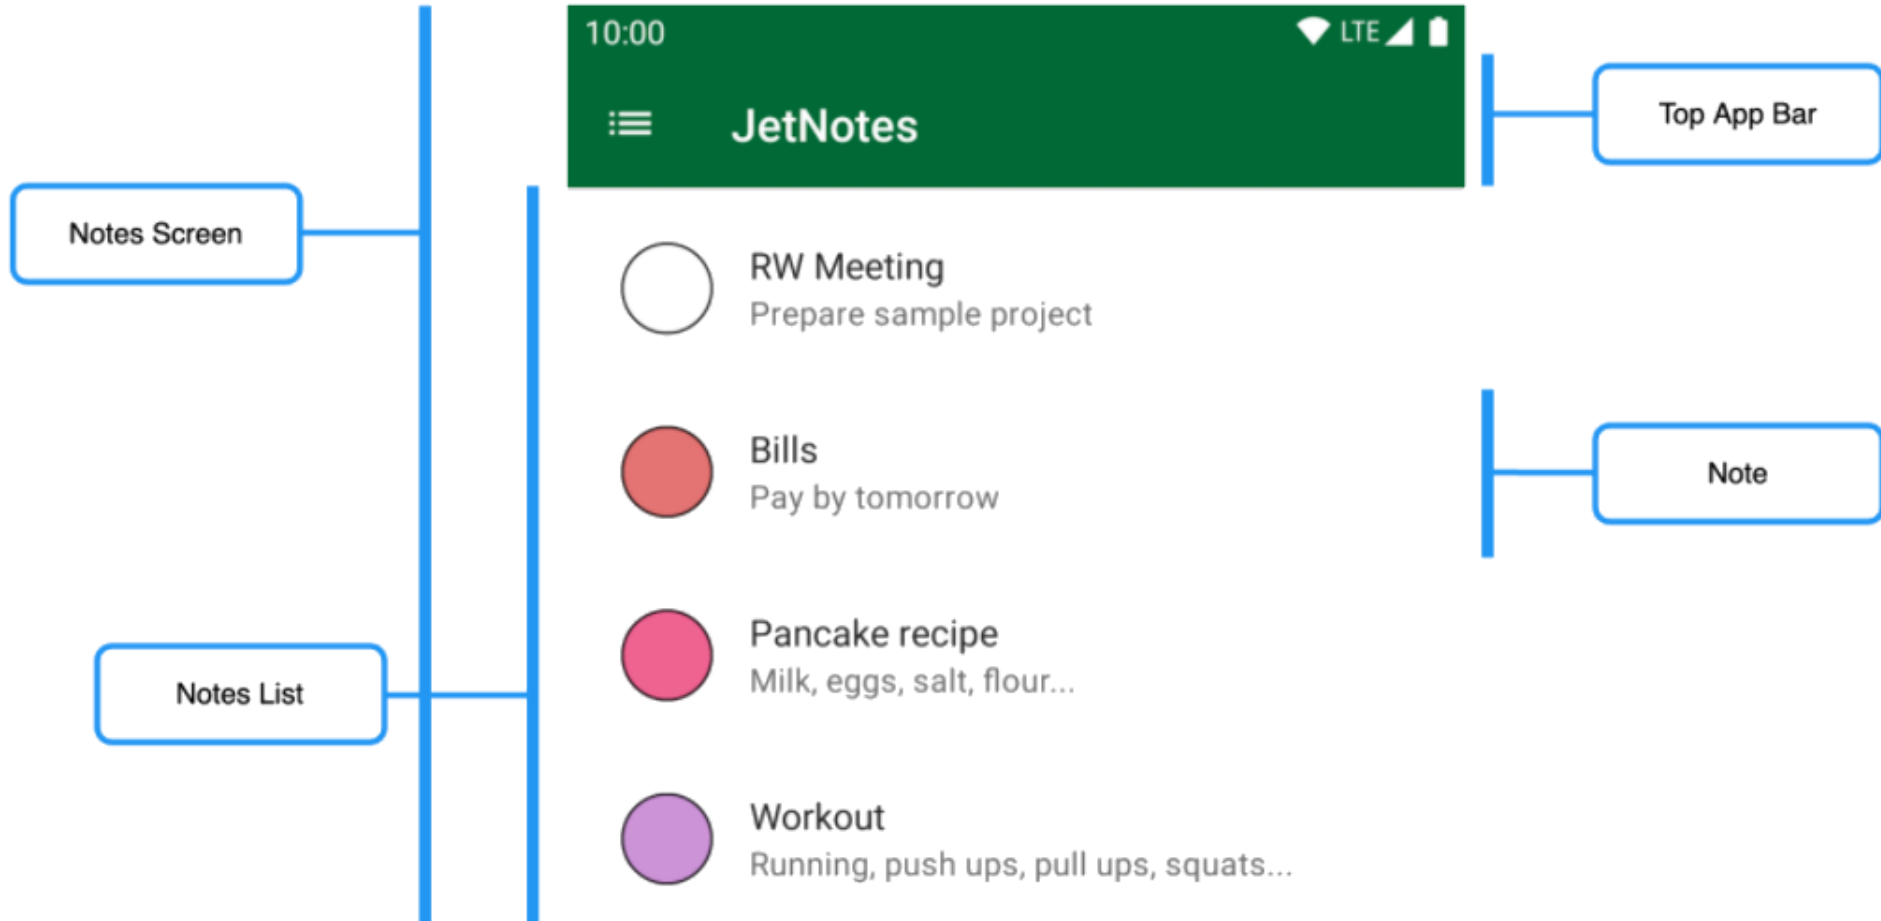 10:00
LTE
JetNotes
Top App Bar
Notes Screen
RW Meeting
Prepare sample project
Bills
Pay by tomorrow
Note
Pancake recipe
Milk, eggs, salt, flour...
Notes List
Workout
Running, push ups, pull ups, squats...